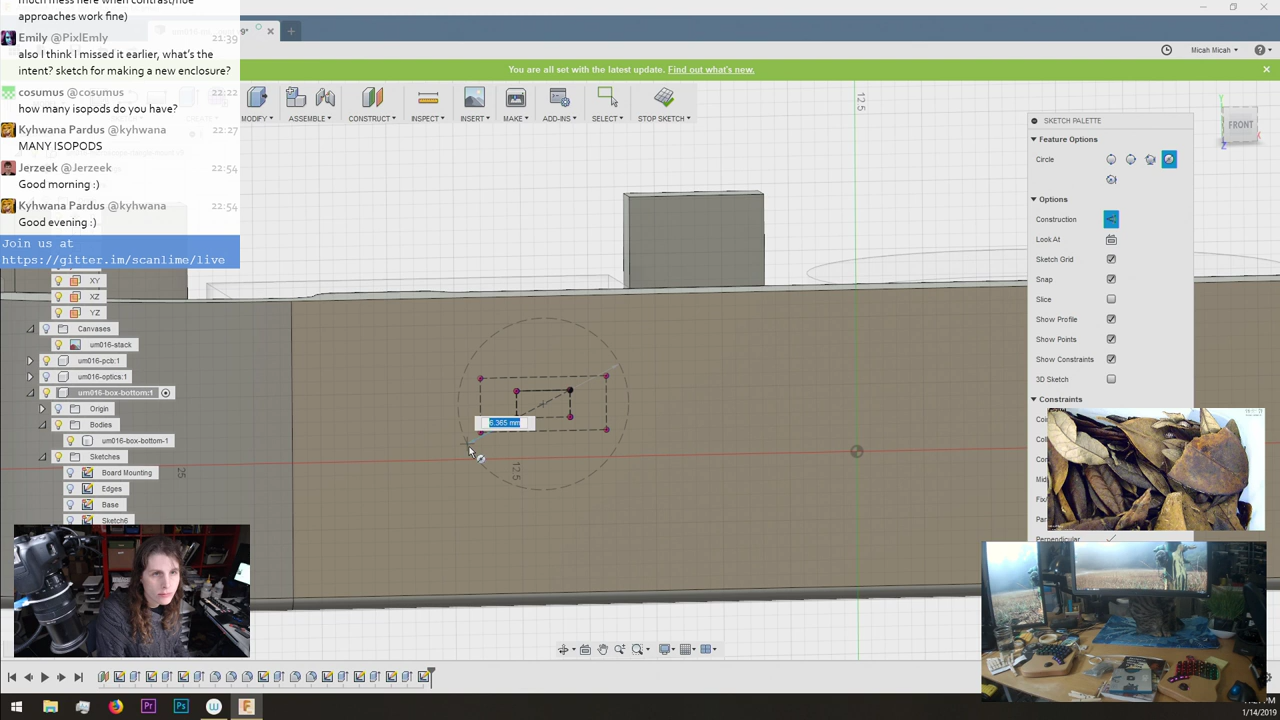 much mess here when contrast/hue
approaches work fine)
Emily @PixlEmly 21:39
also I think I missed it earlier, what's the
intent? sketch for making a new enclosure?
cosumus @cosumus 22:22
how many isopods do you have?
Kyhwana Pardus @kyhwana 22:27
MANY ISOPODS
Jerzeek @Jerzeek 22:54
Good morning :)
Kyhwana Pardus @kyhwana 22:54
Good evening :)
Join us at
https://gitter.im/scanlime/live
Micah Micah
You are all set with the latest update. Find out what's new.
MODIFY ASSEMBLE CONSTRUCT INSPECT INSERT MAKE ADD-INS SELECT STOP SKETCH
12.5
FRONT
Y
X
Z
SKETCH PALETTE
Feature Options
Circle
Options
Construction
Look At
Sketch Grid
Snap
Slice
Show Profile
Show Points
Show Constraints
3D Sketch
Constraints
Perpendicular
XY
XZ
YZ
Canvases
um016-stack
um016-pcb:1
um016-optics:1
um016-box-bottom:1
Origin
Bodies
um016-box-bottom-1
Sketches
Board Mounting
Edges
Base
Sketch6
6.365 mm
25
12.5
1/14/2019